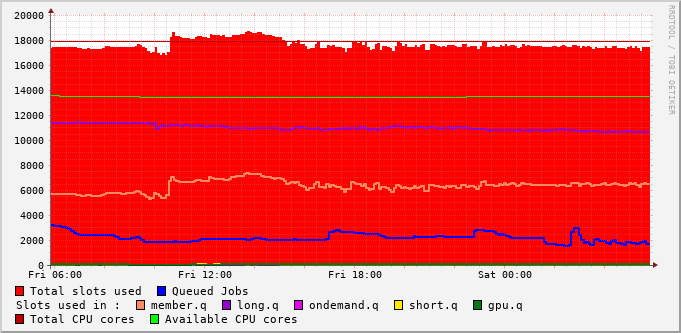 20000
18000
16000
14000
12000
10000
8000
6000
4000
2000
0
Fri 06:00 Fri 12:00 Fri 18:00 Sat 00:00
Total slots used Queued Jobs
Slots used in : member.q long.q ondemand.q short.q gpu.q
Total CPU cores Available CPU cores
RRDTOOL / TOBI OETIKER